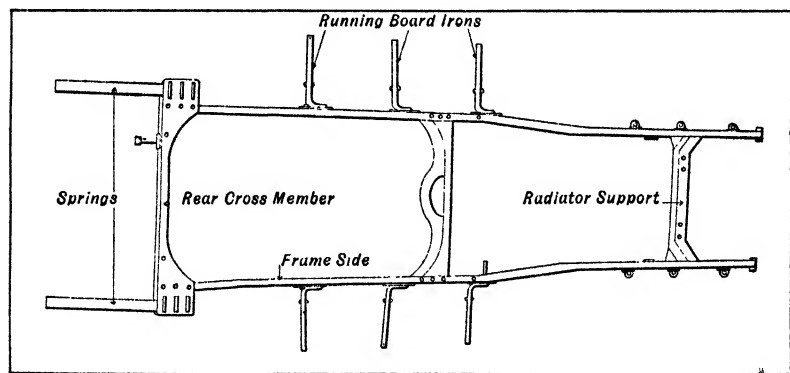 Running Board Irons
Springs
Rear Cross Member
Radiator Support
Frame Side